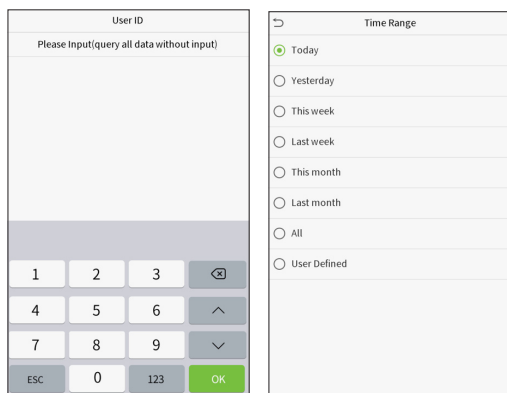 User ID
Please Input(query all data without input)
1 2 3
4 5 6
7 8 9
ESC 0 123 OK
Time Range
Today
Yesterday
This week
Last week
This month
Last month
All
User Defined